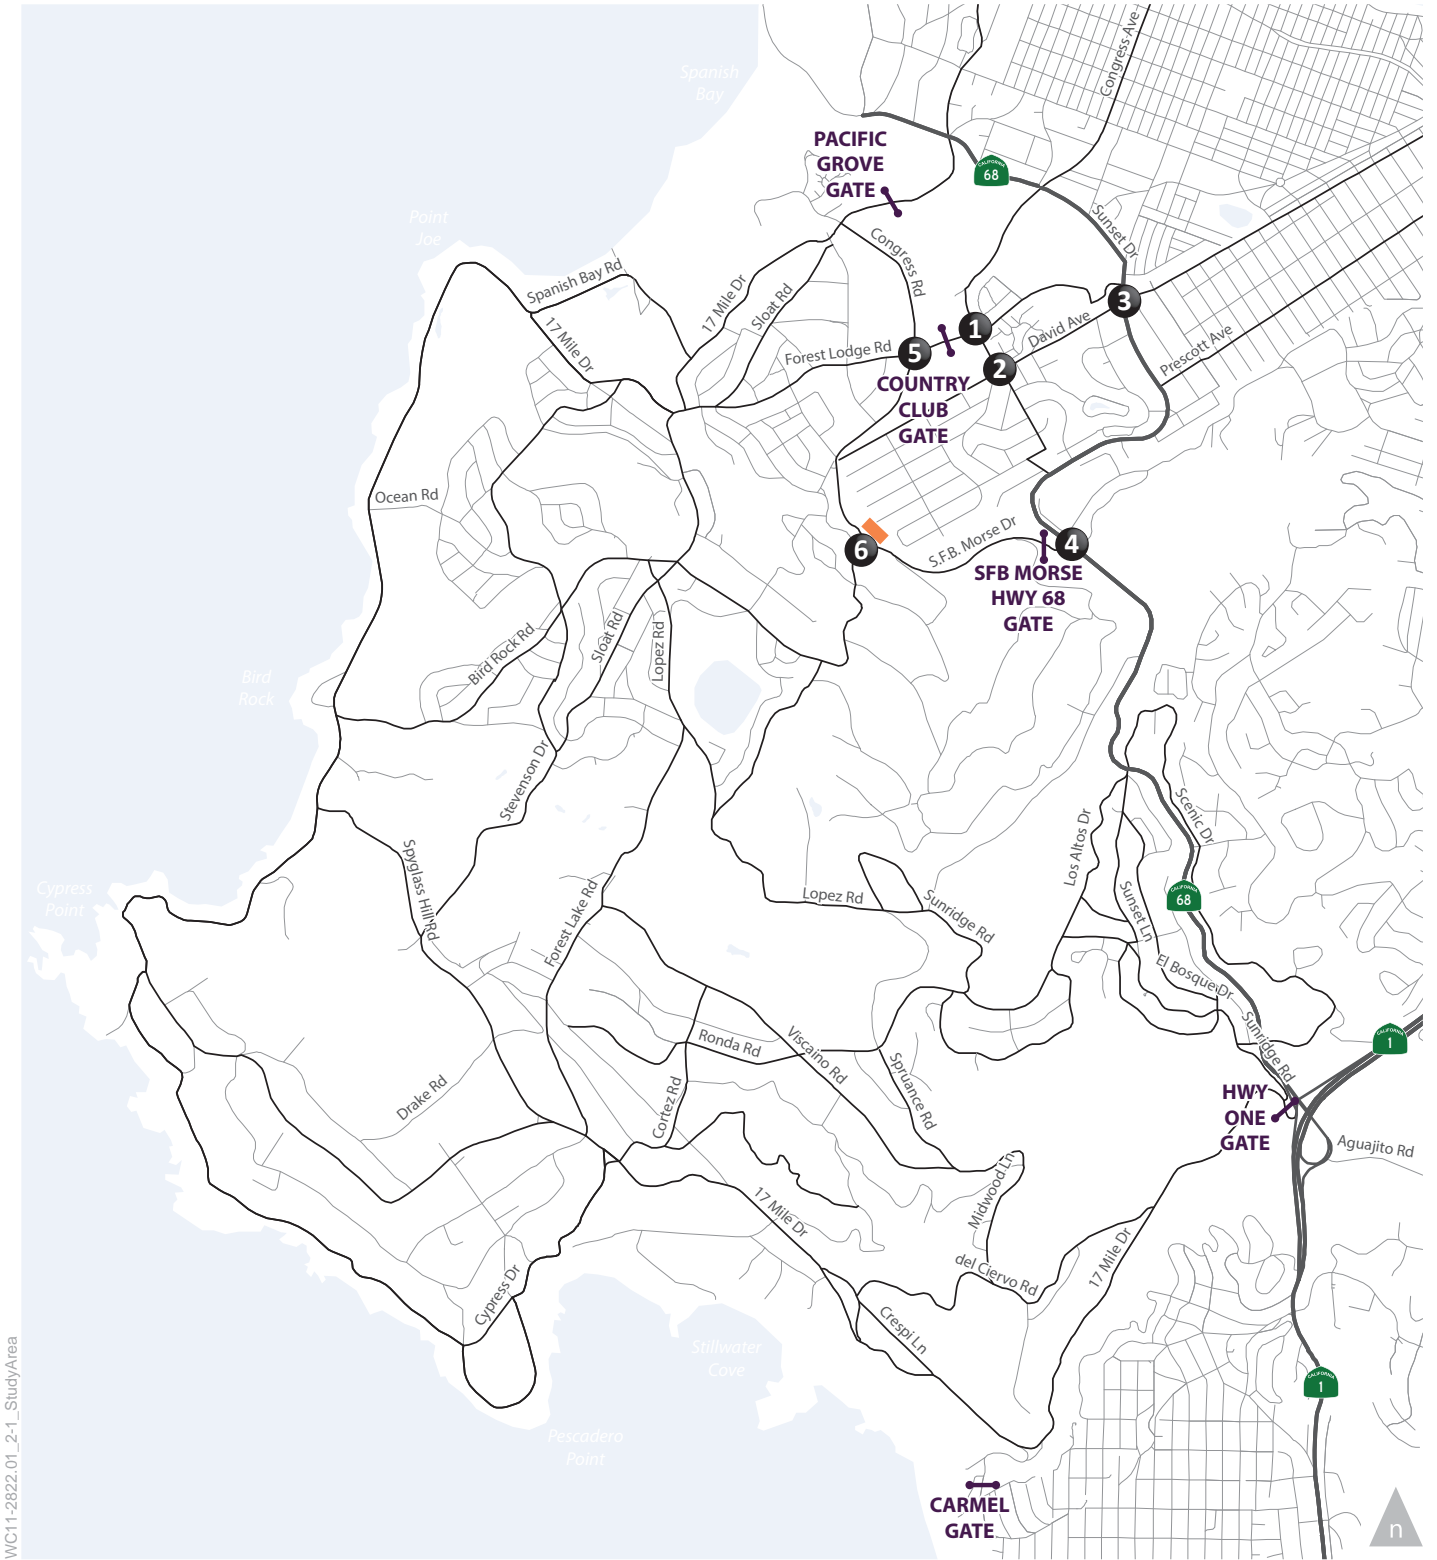 Congress Ave
Spanish
Bay
PACIFIC
GROVE
GATE
CALIFORNIA
68
Sunset Dr
Point
Joe
Congress Rd
Spanish Bay Rd
17 Mile Dr
Sloat Rd
17 Mile Dr
3
1
David Ave
Prescott Ave
Forest Lodge Rd
5
2
COUNTRY
CLUB
GATE
Ocean Rd
6
S.F.B. Morse Dr
4
SFB MORSE
HWY 68
GATE
Bird Rock Rd
Sloat Rd
Lopez Rd
Bird
Rock
Stevenson Dr
Scenic Dr
Los Altos Dr
Spyglass Hill Rd
Cypress
Point
Forest Lake Rd
Lopez Rd
Sunridge Rd
Sunset Ln
CALIFORNIA
68
El Bosque Dr
Sunridge Rd
CALIFORNIA
1
Ronda Rd
Viscaino Rd
Spruance Rd
Drake Rd
Cortez Rd
HWY
ONE
GATE
Aguajito Rd
Midwood Ln
17 Mile Dr
del Ciervo Rd
17 Mile Dr
Cypress Dr
Crespi Ln
Stillwater
Cove
CALIFORNIA
1
Pescadero
Point
CARMEL
GATE
n
WC11-2822.01_2-1_StudyArea